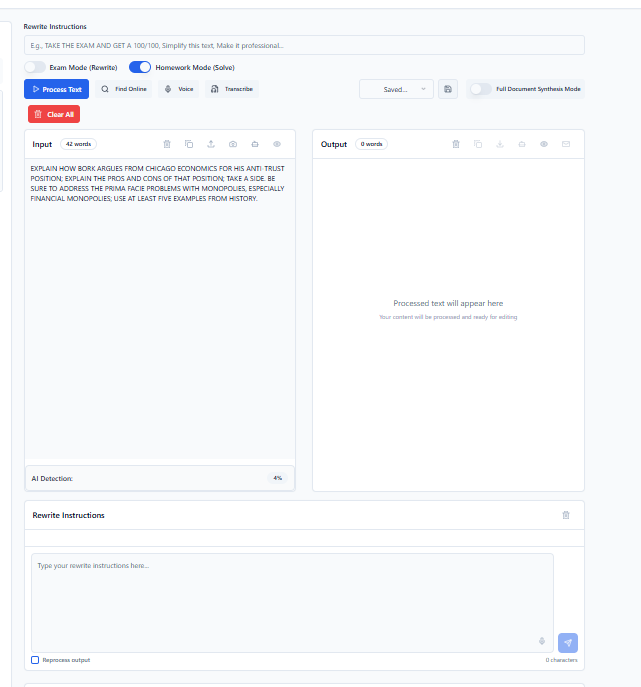 Rewrite Instructions
E.g., TAKE THE EXAM AND GET A 100/100, Simplify this text, Make it professional...
Exam Mode (Rewrite)
Homework Mode (Solve)
Process Text
Find Online
Voice
Transcribe
Saved...
Full Document Synthesis Mode
Clear All
Input
42 words
EXPLAIN HOW BORK ARGUES FROM CHICAGO ECONOMICS FOR HIS ANTI-TRUST
POSITION; EXPLAIN THE PROS AND CONS OF THAT POSITION; TAKE A SIDE. BE
SURE TO ADDRESS THE PRIMA FACIE PROBLEMS WITH MONOPOLIES, ESPECIALLY
FINANCIAL MONOPOLIES; USE AT LEAST FIVE EXAMPLES FROM HISTORY.
AI Detection:
4%
Output
0 words
Processed text will appear here
Your content will be processed and ready for editing
Rewrite Instructions
Type your rewrite instructions here...
Reprocess output
0 characters